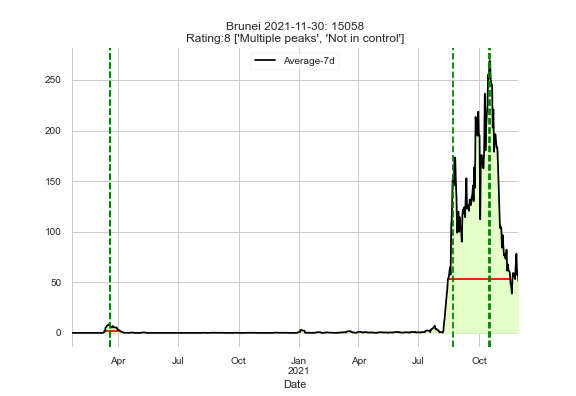 Brunei 2021-11-30: 15058
Rating:8 ['Multiple peaks', 'Not in control']
Average-7d
250
200
150
100
50
0
Apr Jul Oct Jan Apr Jul Oct
2021
Date